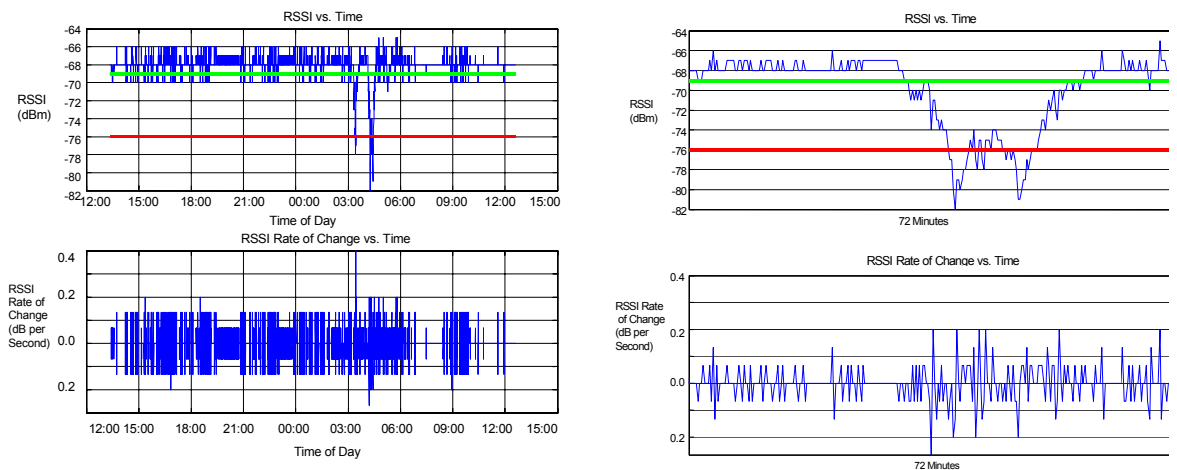 RSSI vs. Time
-64
-66
-68
-70
-72
-74
-76
-78
-80
-82
RSSI
(dBm)
12:00 15:00 18:00 21:00 00:00 03:00 06:00 09:00 12:00 15:00
Time of Day
RSSI Rate of Change vs. Time
0.4
0.2
0.0
0.2
RSSI
Rate of
Change
(dB per
Second)
12:00 15:00 18:00 21:00 00:00 03:00 06:00 09:00 12:00 15:00
Time of Day
RSSI vs. Time
-64
-66
-68
-70
-72
-74
-76
-78
-80
-82
RSSI
(dBm)
72 Minutes
RSSI Rate of Change vs. Time
0.4
0.2
0.0
0.2
RSSI Rate
of Change
(dB per
Second)
72 Minutes